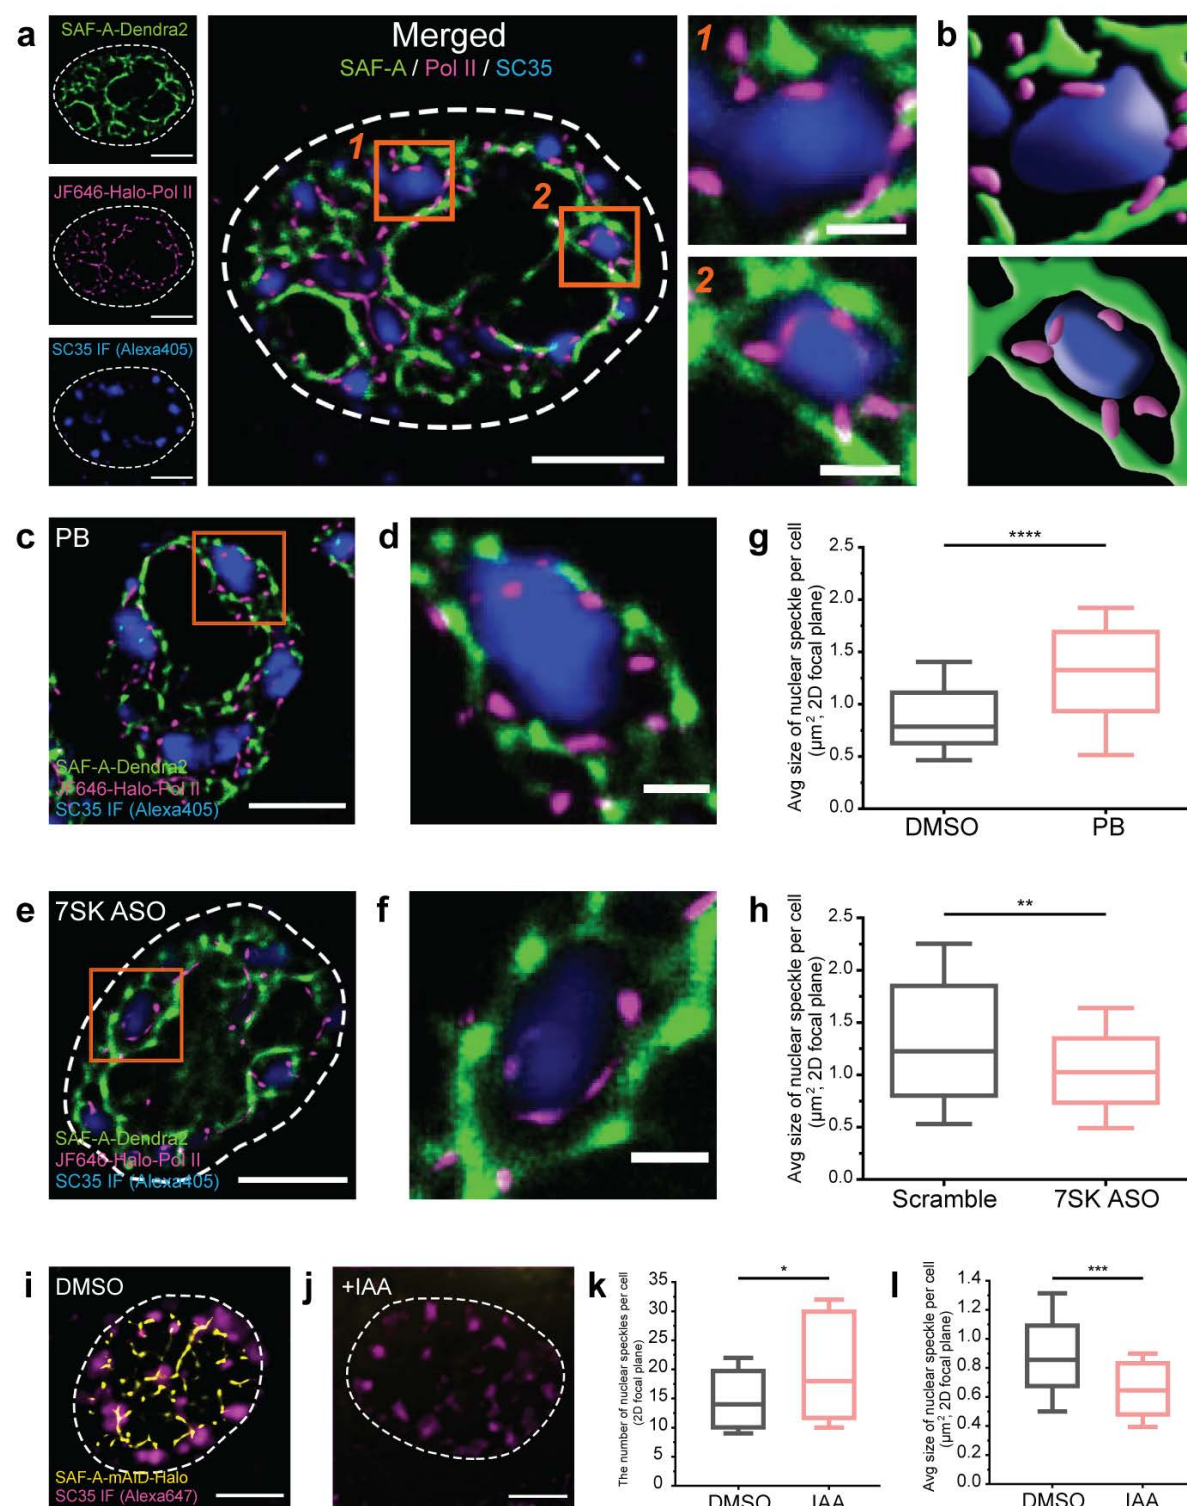 a
SAF-A-Dendra2
JF646-Halo-Pol II
SC35 IF (Alexa405)
Merged
SAF-A / Pol II / SC35
1
2
1
2
b
c
PB
SAF-A-Dendra2
JF646-Halo-Pol II
SC35 IF (Alexa405)
d
g
****
Avg size of nuclear speckle per cell
(µm², 2D focal plane)
2.5
2.0
1.5
1.0
0.5
0.0
DMSO PB
e
7SK ASO
SAF-A-Dendra2
JF646-Halo-Pol II
SC35 IF (Alexa405)
f
h
**
Avg size of nuclear speckle per cell
(µm², 2D focal plane)
2.5
2.0
1.5
1.0
0.5
0.0
Scramble 7SK ASO
i
DMSO
SAF-A-mAID-Halo
SC35 IF (Alexa647)
j
+IAA
k
*
The number of nuclear speckles per cell
(2D focal plane)
35
30
25
20
15
10
5
0
DMSO IAA
l
***
Avg size of nuclear speckle per cell
(µm², 2D focal plane)
1.4
1.2
1.0
0.8
0.6
0.4
0.2
0.0
DMSO IAA